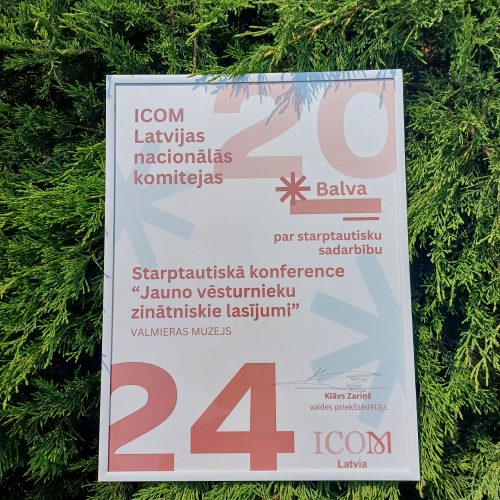 20
ICOM
Latvijas
nacionālās
komitejas
Balva
par starptautisku
sadarbību
Starptautiskā konference
“Jauno vēsturnieku
zinātniskie lasījumi”
VALMIERAS MUZEJS
24
Klāvs Zariņš
valdes priekšsēdētājs
ICOM
Latvia